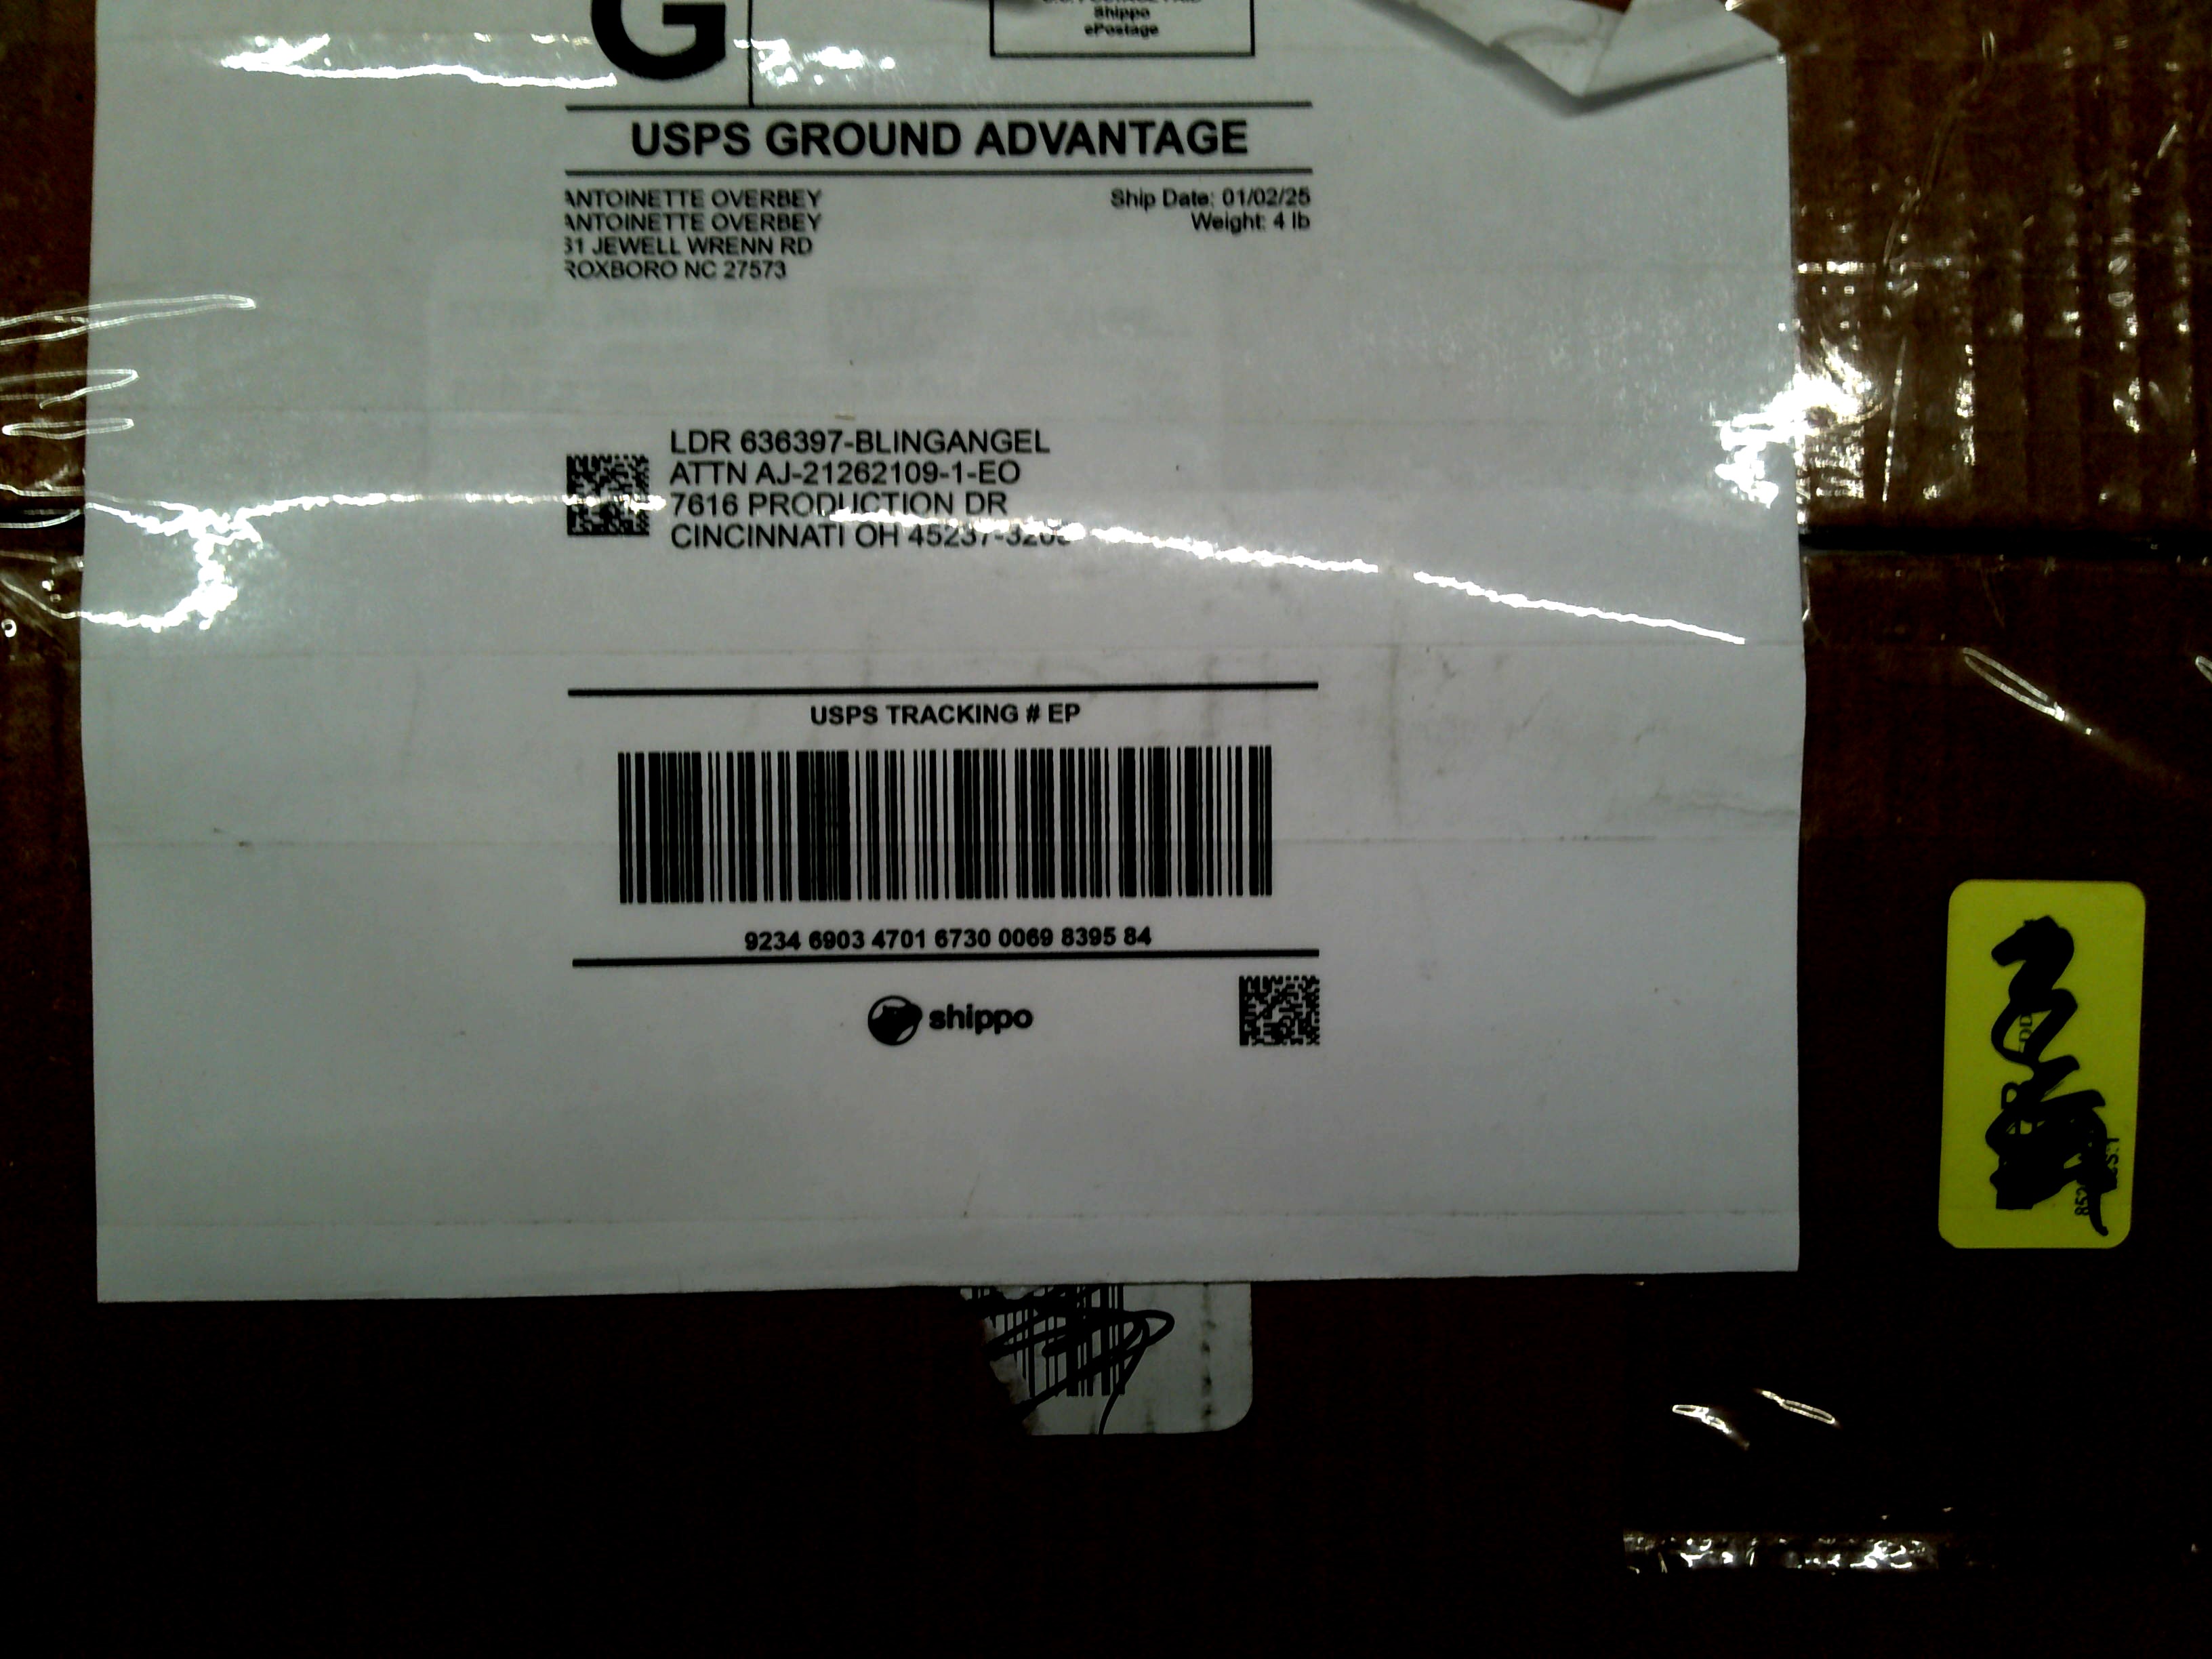 G
Shippo
ePostage
USPS GROUND ADVANTAGE
ANTOINETTE OVERBEY
ANTOINETTE OVERBEY
31 JEWELL WRENN RD
ROXBORO NC 27573
Ship Date: 01/02/25
Weight: 4 lb
LDR 636397-BLINGANGEL
ATTN AJ-21262109-1-EO
7616 PRODUCTION DR
CINCINNATI OH
USPS TRACKING # EP
9234 6903 4701 6730 0069 8395 84
shippo